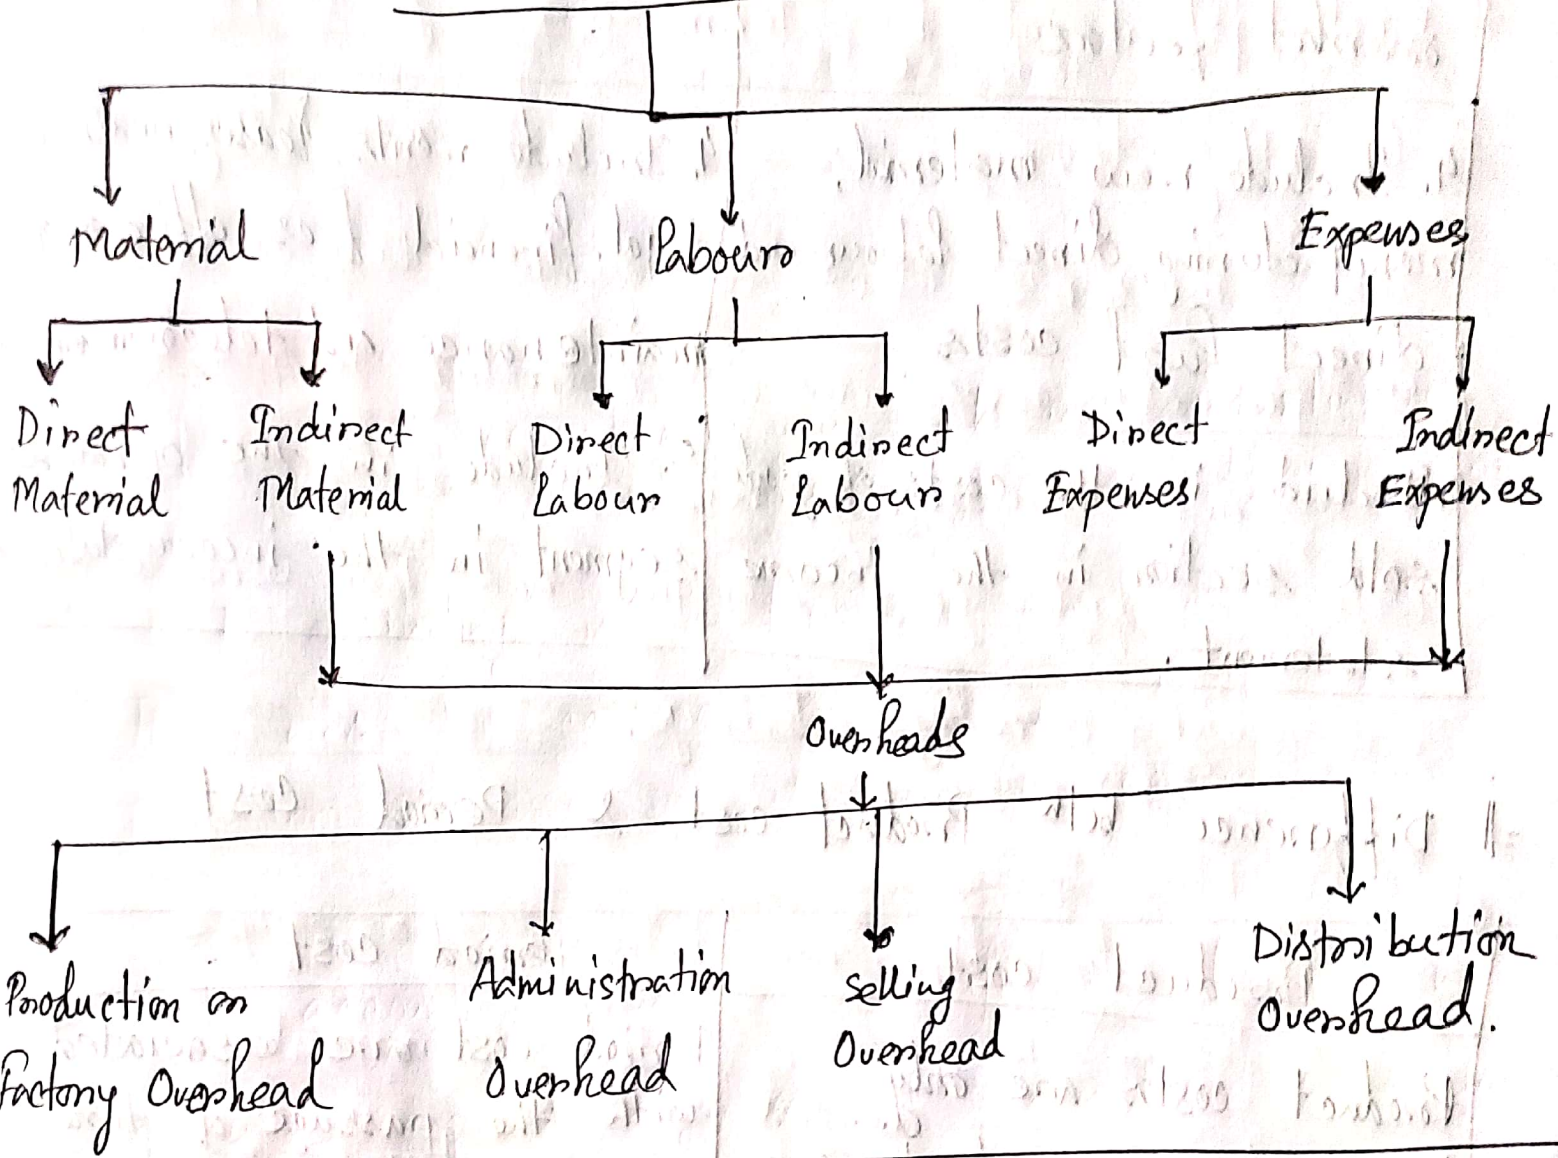 Material
Labour
Expenses
Direct
Material
Indirect
Material
Direct
Labour
Indirect
Labour
Direct
Expenses
Indirect
Expenses
Overheads
Production or
Factory Overhead
Administration
Overhead
Selling
Overhead
Distribution
Overhead.